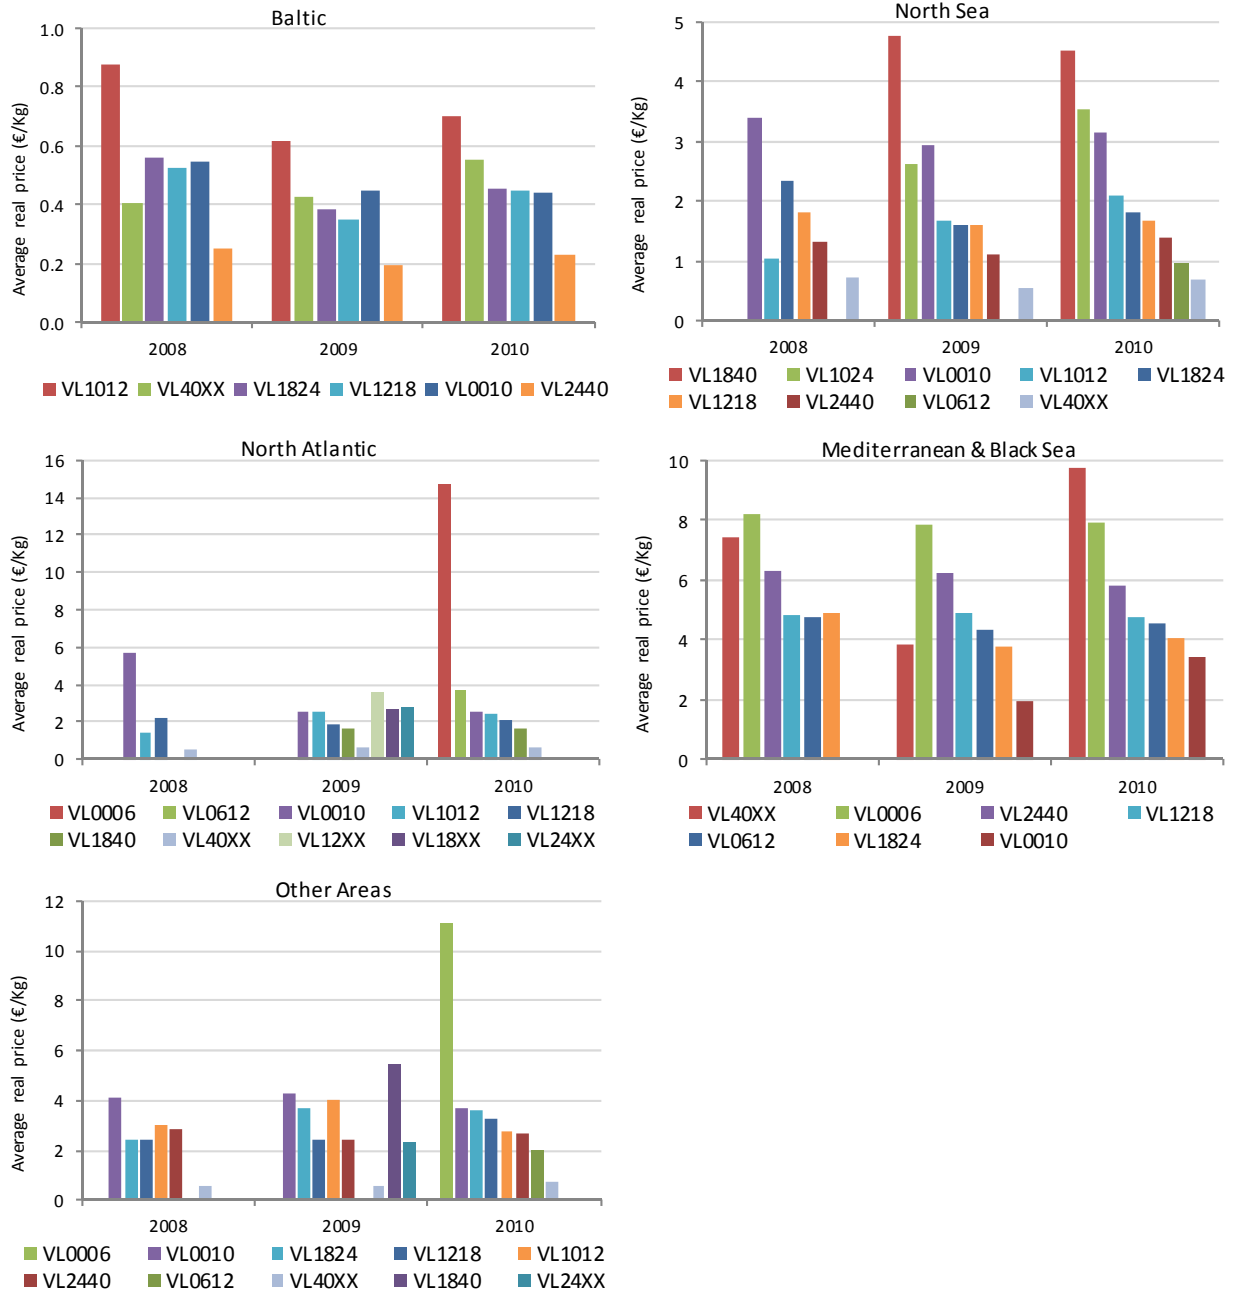 Baltic
Average real price (€/Kg)
1.0
0.8
0.6
0.4
0.2
0.0
2008 2009 2010
VL1012 VL40XX VL1824 VL1218 VL0010 VL2440
North Sea
Average real price (€/Kg)
5
4
3
2
1
0
2008 2009 2010
VL1840 VL1024 VL0010 VL1012 VL1824
VL1218 VL2440 VL0612 VL40XX
North Atlantic
Average real price (€/Kg)
16
14
12
10
8
6
4
2
0
2008 2009 2010
VL0006 VL0612 VL0010 VL1012 VL1218
VL1840 VL40XX VL12XX VL18XX VL24XX
Mediterranean & Black Sea
Average real price (€/Kg)
10
8
6
4
2
0
2008 2009 2010
VL40XX VL0006 VL2440 VL1218
VL0612 VL1824 VL0010
Other Areas
Average real price (€/Kg)
12
10
8
6
4
2
0
2008 2009 2010
VL0006 VL0010 VL1824 VL1218 VL1012
VL2440 VL0612 VL40XX VL1840 VL24XX